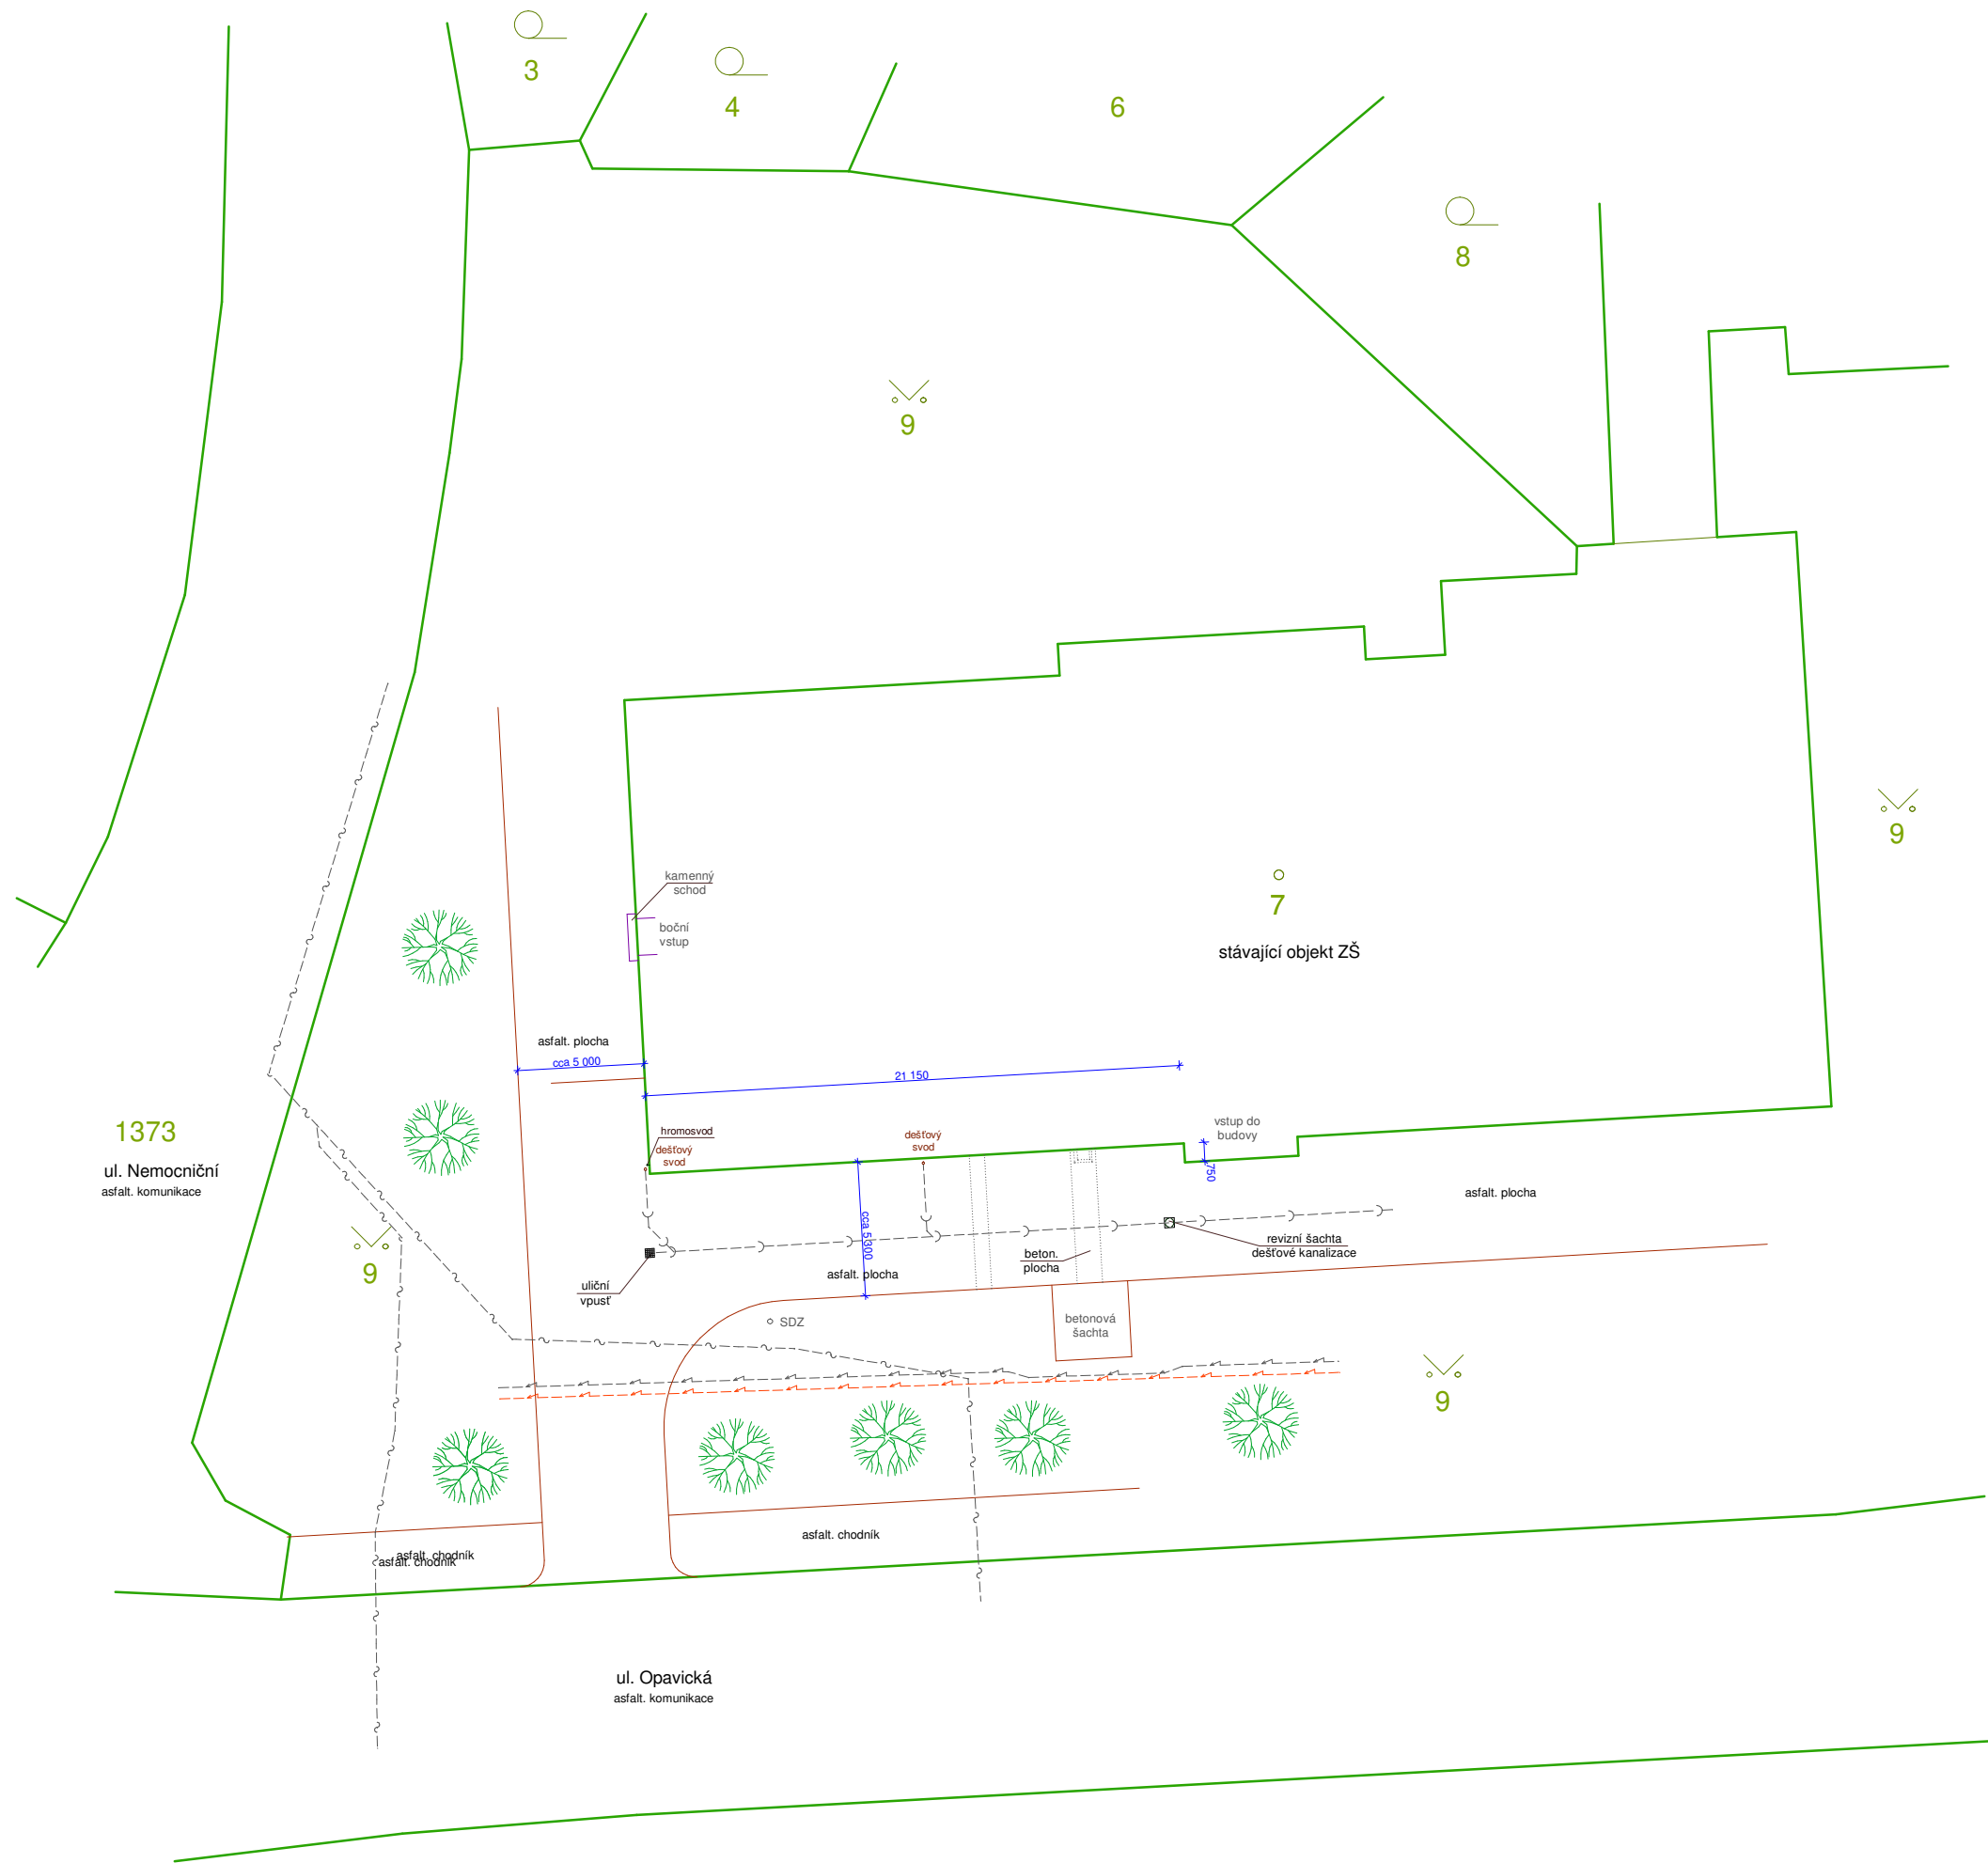 3
4
6
8
9
kamenný
schod
boční
vstup
7
stávající objekt ZŠ
9
asfalt. plocha
cca 5 000
21 150
1373
ul. Nemocniční
asfalt. komunikace
hromosvod
dešťový
svod
dešťový
svod
vstup do
budovy
750
asfalt. plocha
9
cca 5 300
asfalt. plocha
beton.
plocha
revizní šachta
dešťové kanalizace
uliční
vpusť
SDZ
betonová
šachta
9
asfalt. chodník
asfalt. chodník
asfalt. chodník
ul. Opavická
asfalt. komunikace